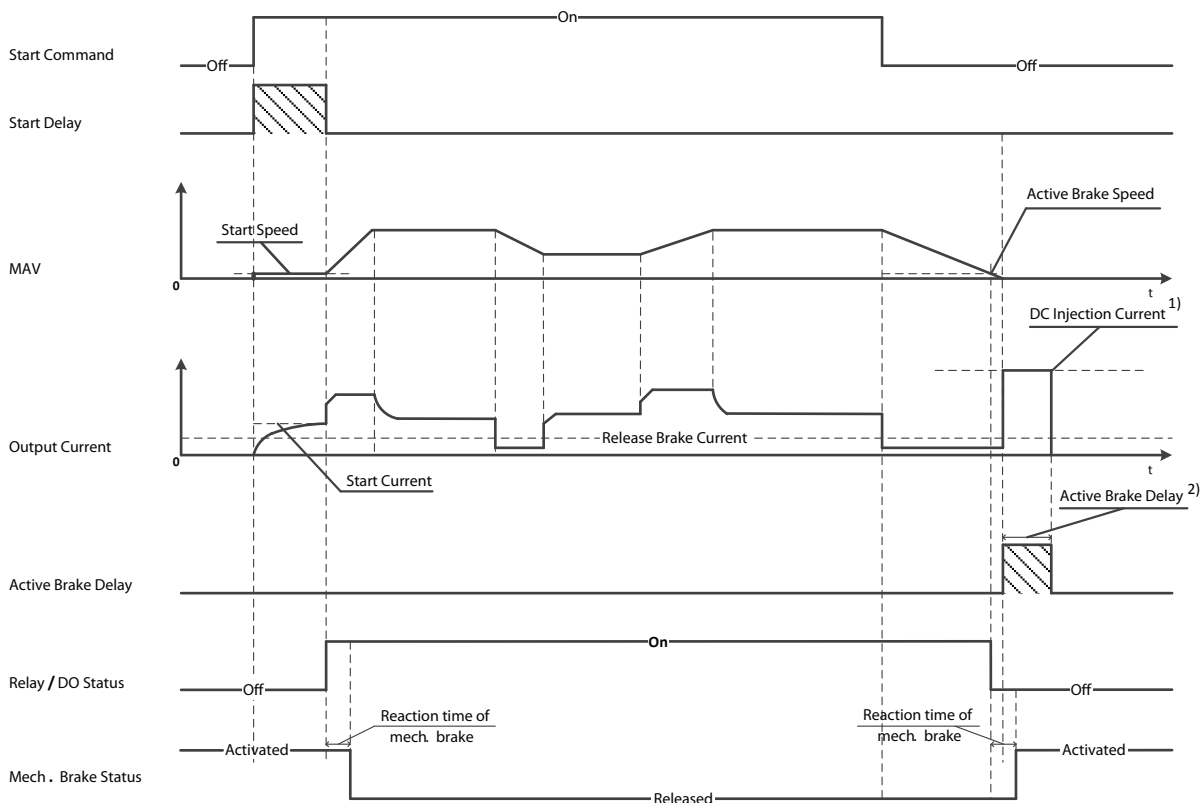 On
Start Command
Off
Off
Start Delay
Active Brake Speed
Start Speed
MAV
0
t
DC Injection Current 1)
Release Brake Current
Output Current
0
t
Start Current
Active Brake Delay 2)
Active Brake Delay
On
Relay / DO Status
Off
Off
Reaction time of
mech. brake
Reaction time of
mech. brake
Activated
Activated
Mech. Brake Status
Released